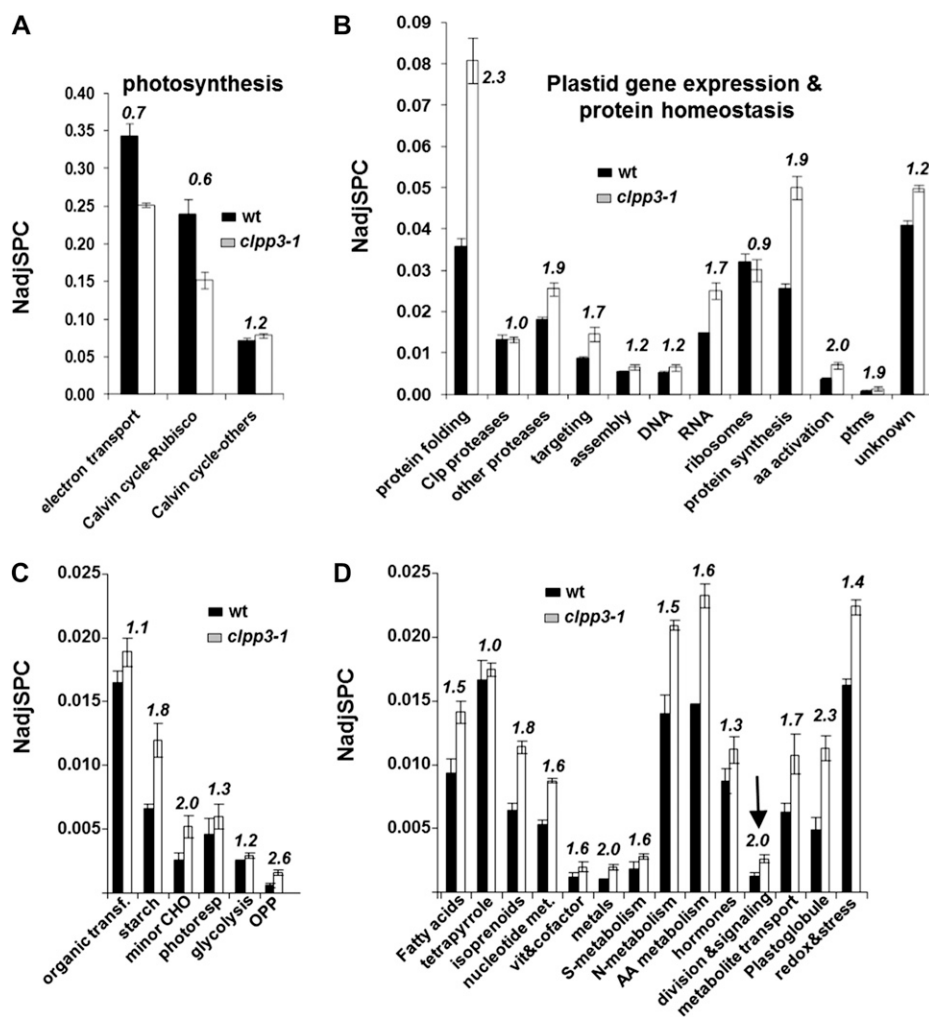 A
photosynthesis
NadjSPC
0.40
0.35
0.30
0.25
0.20
0.15
0.10
0.05
0.00
0.7
0.6
1.2
wt
clpp3-1
electron transport
Calvin cycle-Rubisco
Calvin cycle-others
B
Plastid gene expression &
protein homeostasis
NadjSPC
0.09
0.08
0.07
0.06
0.05
0.04
0.03
0.02
0.01
0.00
wt
clpp3-1
2.3
1.0
1.9
1.7
1.2
1.2
1.7
0.9
1.9
2.0
1.9
1.2
protein folding
Clp proteases
other proteases
targeting
assembly
DNA
RNA
ribosomes
protein synthesis
aa activation
ptms
unknown
C
NadjSPC
0.025
0.020
0.015
0.010
0.005
wt
clpp3-1
1.1
1.8
2.0
1.3
1.2
2.6
organic transf.
starch
minor CHO
photoresp
glycolysis
OPP
D
NadjSPC
0.025
0.020
0.015
0.010
0.005
wt
clpp3-1
1.5
1.0
1.8
1.6
1.6
2.0
1.6
1.5
1.6
1.3
2.0
1.7
2.3
1.4
Fatty acids
tetrapyrrole
isoprenoids
nucleotide met.
vit&cofactor
metals
S-metabolism
N-metabolism
AA metabolism
hormones
division &signaling
metabolite transport
Plastoglobule
redox&stress